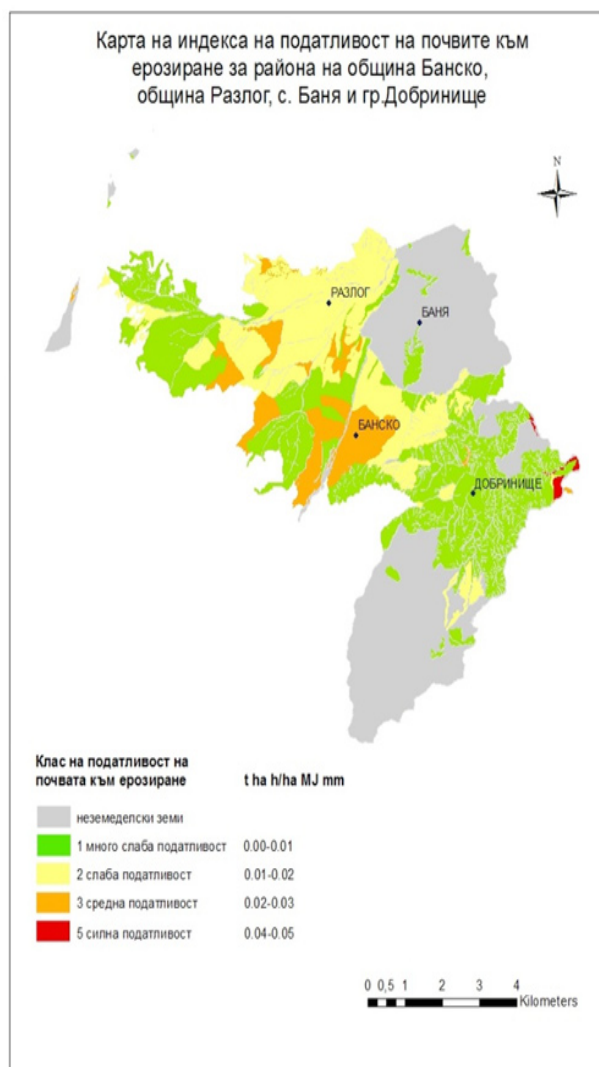 Карта на индекса на податливост на почвите към
ерозиране за района на община Банско,
община Разлог, с. Баня и гр.Добринище
N
РАЗЛОГ
БАНЯ
БАНСКО
ДОБРИНИЩЕ
Клас на податливост на
почвата към ерозиране t ha h/ha MJ mm
неземеделски земи
1 много слаба податливост 0.00-0.01
2 слаба податливост 0.01-0.02
3 средна податливост 0.02-0.03
5 силна податливост 0.04-0.05
0 0,5 1 2 3 4
Kilometers